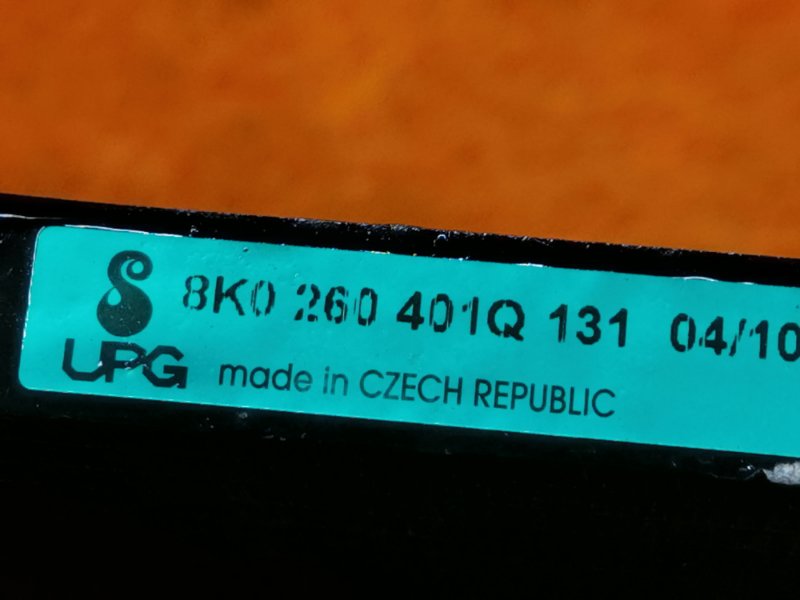 8K0 260 401Q 131 04/10
UPG
made in CZECH REPUBLIC